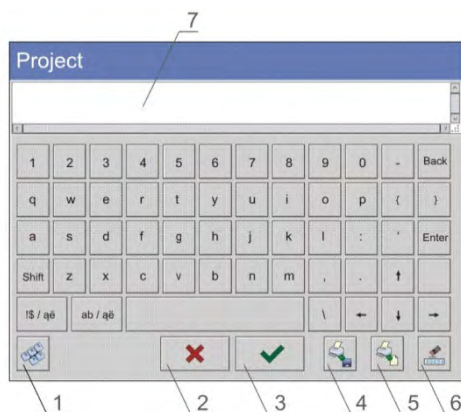 7
Project
1 2 3 4 5 6 7 8 9 0 - Back
q w e r t y u i o p { }
a s d f g h j k l : ' Enter
Shift z x c v b n m , . ↑
!$ / ąë ab / ąë \ ← ↓ →
1 2 3 4 5 6